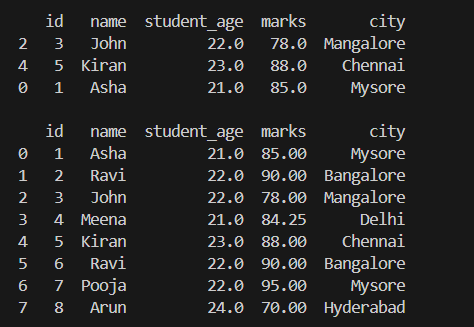 id   name  student_age  marks       city
2   3   John         22.0   78.0  Mangalore
4   5  Kiran         23.0   88.0    Chennai
0   1   Asha         21.0   85.0     Mysore

   id   name  student_age  marks       city
0   1   Asha         21.0  85.00     Mysore
1   2   Ravi         22.0  90.00  Bangalore
2   3   John         22.0  78.00  Mangalore
3   4  Meena         21.0  84.25      Delhi
4   5  Kiran         23.0  88.00    Chennai
5   6   Ravi         22.0  90.00  Bangalore
6   7  Pooja         22.0  95.00     Mysore
7   8   Arun         24.0  70.00  Hyderabad